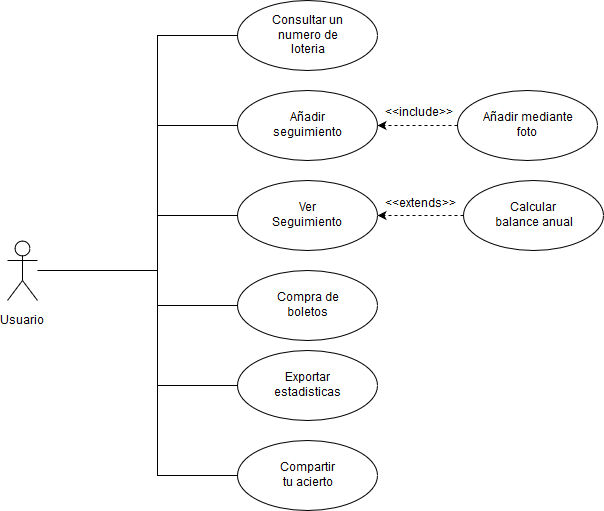 Consultar un
numero de
loteria
Añadir
seguimiento
<<include>>
Añadir mediante
foto
Ver
Seguimiento
<<extends>>
Calcular
balance anual
Usuario
Compra de
boletos
Exportar
estadisticas
Compartir
tu acierto